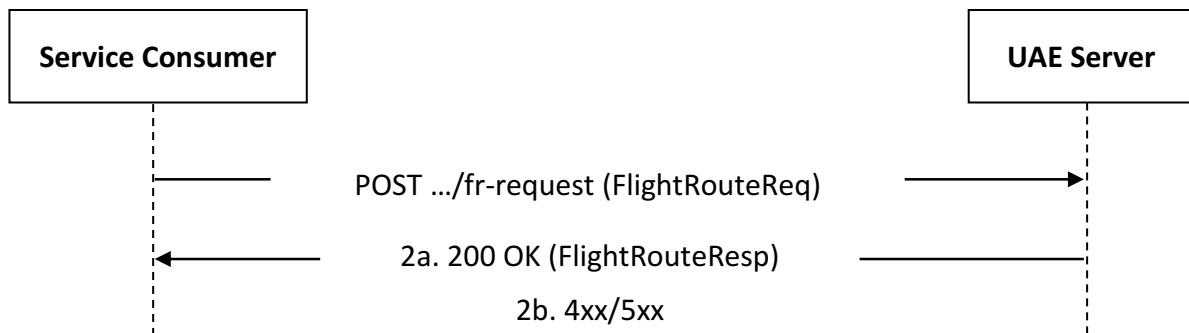 Service Consumer
UAE Server
POST .../fr-request (FlightRouteReq)
2a. 200 OK (FlightRouteResp)
2b. 4xx/5xx